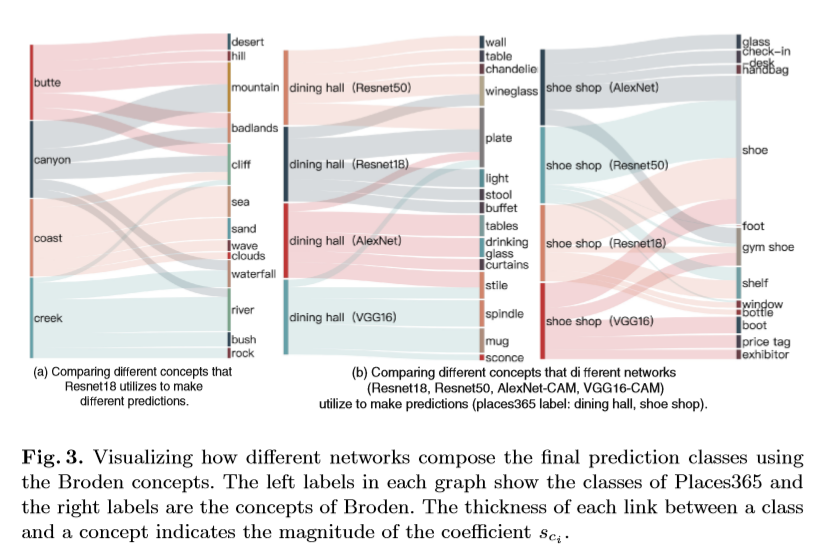 butte
canyon
coast
creek
desert
hill
mountain
badlands
cliff
sea
sand
wave
clouds
waterfall
river
bush
rock
(a) Comparing different concepts that
Resnet18 utilizes to make
different predictions.
dining hall (Resnet50)
dining hall (Resnet18)
dining hall (AlexNet)
dining hall (VGG16)
wall
table
chandelie
wineglass
plate
light
stool
buffet
tables
drinking
glass
curtains
stile
spindle
mug
sconce
shoe shop (AlexNet)
shoe shop (Resnet50)
shoe shop (Resnet18)
shoe shop (VGG16)
glass
check-in
-desk
handbag
shoe
foot
gym shoe
shelf
window
bottle
boot
price tag
exhibitor
(b) Comparing different concepts that different networks
(Resnet18, Resnet50, AlexNet-CAM, VGG16-CAM)
utilize to make predictions (places365 label: dining hall, shoe shop).
Fig. 3. Visualizing how different networks compose the final prediction classes using
the Broden concepts. The left labels in each graph show the classes of Places365 and
the right labels are the concepts of Broden. The thickness of each link between a class
and a concept indicates the magnitude of the coefficient s_{c_i}.